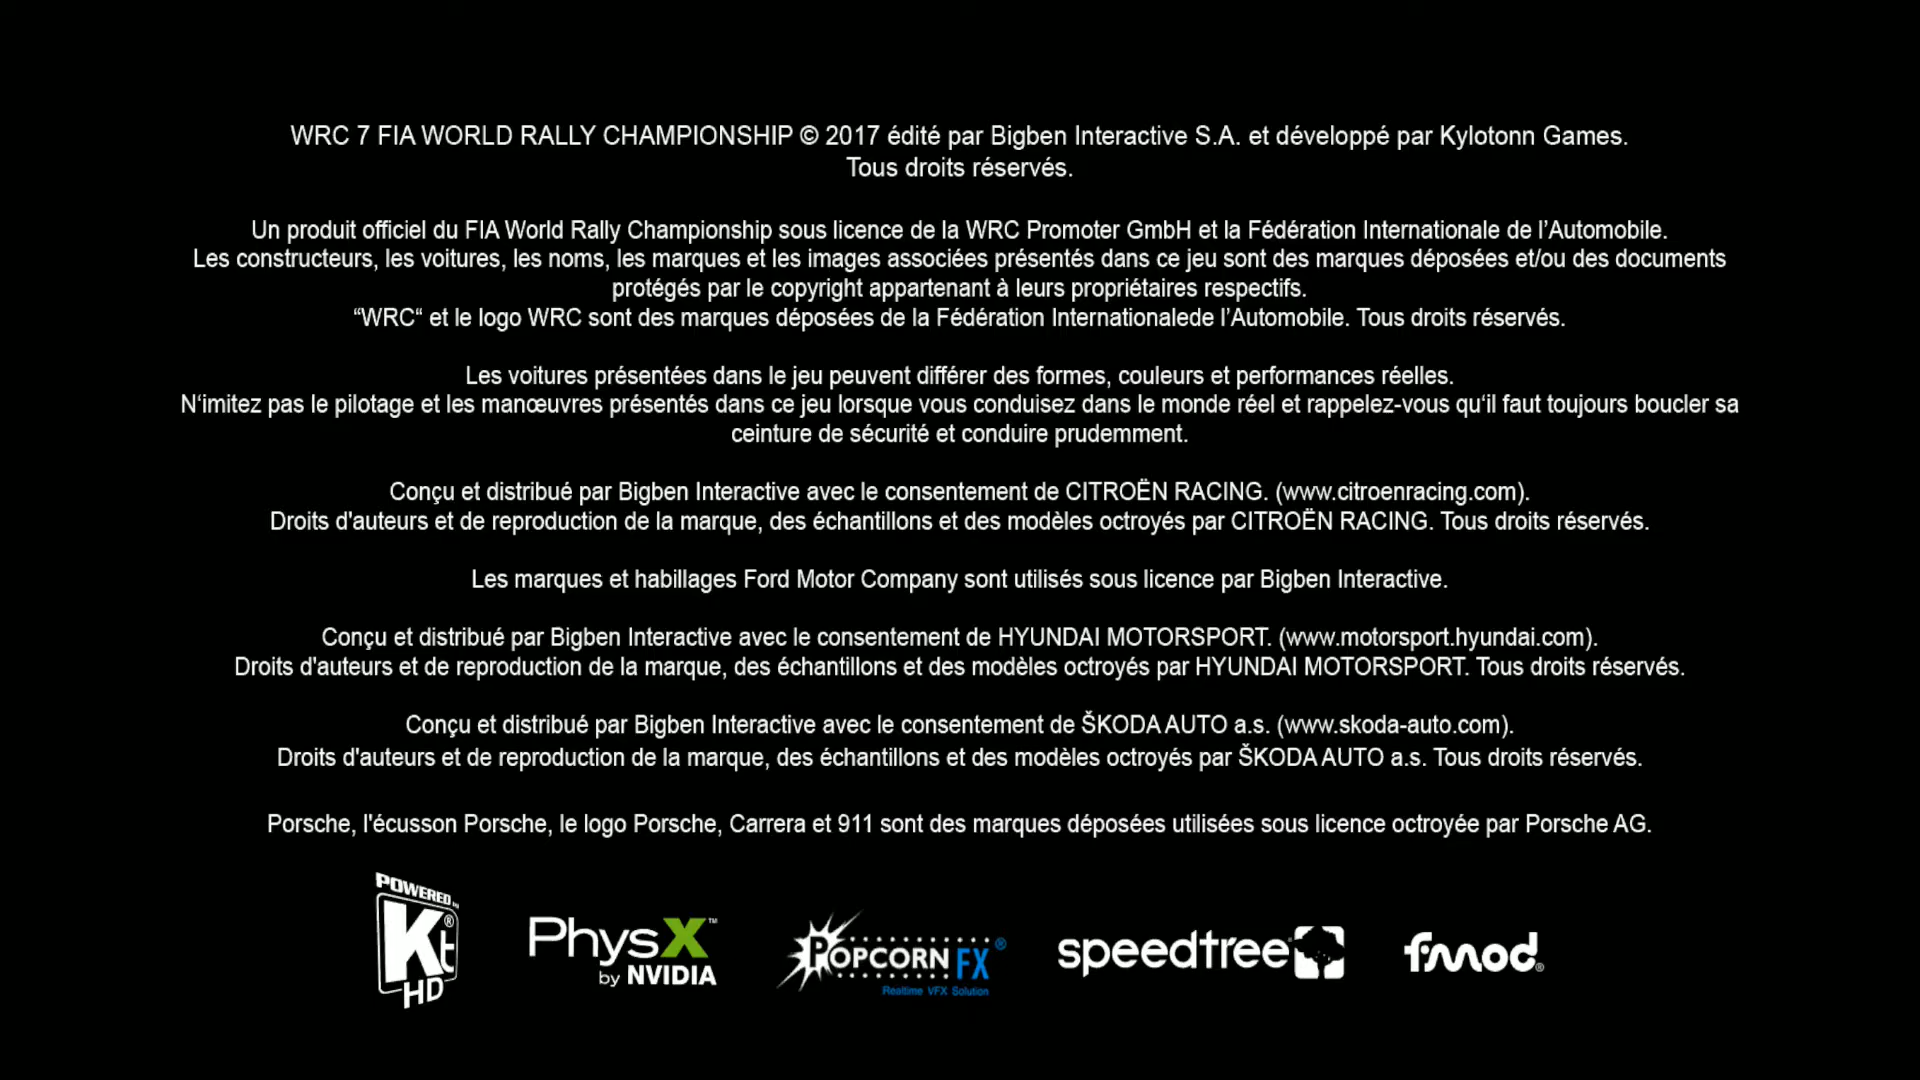 WRC 7 FIA WORLD RALLY CHAMPIONSHIP © 2017 édité par Bigben Interactive S.A. et développé par Kylotonn Games.
Tous droits réservés.
Un produit officiel du FIA World Rally Championship sous licence de la WRC Promoter GmbH et la Fédération Internationale de l’Automobile.
Les constructeurs, les voitures, les noms, les marques et les images associées présentés dans ce jeu sont des marques déposées et/ou des documents
protégés par le copyright appartenant à leurs propriétaires respectifs.
“WRC“ et le logo WRC sont des marques déposées de la Fédération Internationalede l’Automobile. Tous droits réservés.
Les voitures présentées dans le jeu peuvent différer des formes, couleurs et performances réelles.
N‘imitez pas le pilotage et les manœuvres présentés dans ce jeu lorsque vous conduisez dans le monde réel et rappelez-vous qu‘il faut toujours boucler sa
ceinture de sécurité et conduire prudemment.
Conçu et distribué par Bigben Interactive avec le consentement de CITROËN RACING. (www.citroenracing.com).
Droits d'auteurs et de reproduction de la marque, des échantillons et des modèles octroyés par CITROËN RACING. Tous droits réservés.
Les marques et habillages Ford Motor Company sont utilisés sous licence par Bigben Interactive.
Conçu et distribué par Bigben Interactive avec le consentement de HYUNDAI MOTORSPORT. (www.motorsport.hyundai.com).
Droits d'auteurs et de reproduction de la marque, des échantillons et des modèles octroyés par HYUNDAI MOTORSPORT. Tous droits réservés.
Conçu et distribué par Bigben Interactive avec le consentement de ŠKODA AUTO a.s. (www.skoda-auto.com).
Droits d'auteurs et de reproduction de la marque, des échantillons et des modèles octroyés par ŠKODA AUTO a.s. Tous droits réservés.
Porsche, l'écusson Porsche, le logo Porsche, Carrera et 911 sont des marques déposées utilisées sous licence octroyée par Porsche AG.
POWERED
Kt®
HD
PhysX™
by NVIDIA
POPCORN FX®
Realtime VFX Solution
speedtree®
fmod®